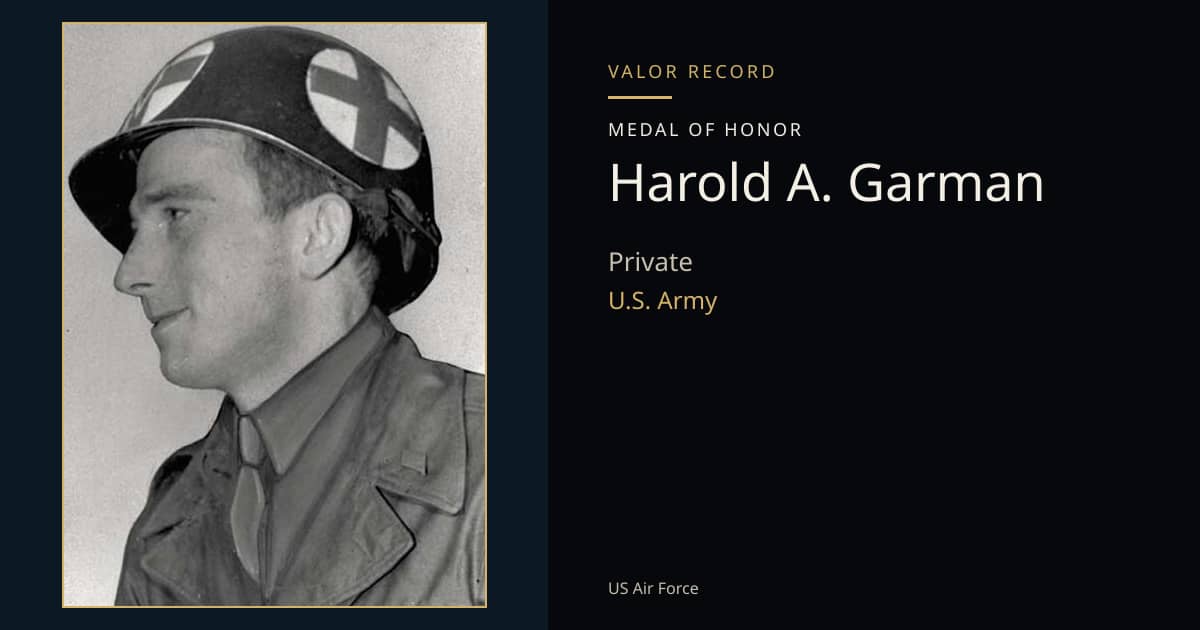 VALOR RECORD
MEDAL OF HONOR
Harold A. Garman
Private
U.S. Army
US Air Force